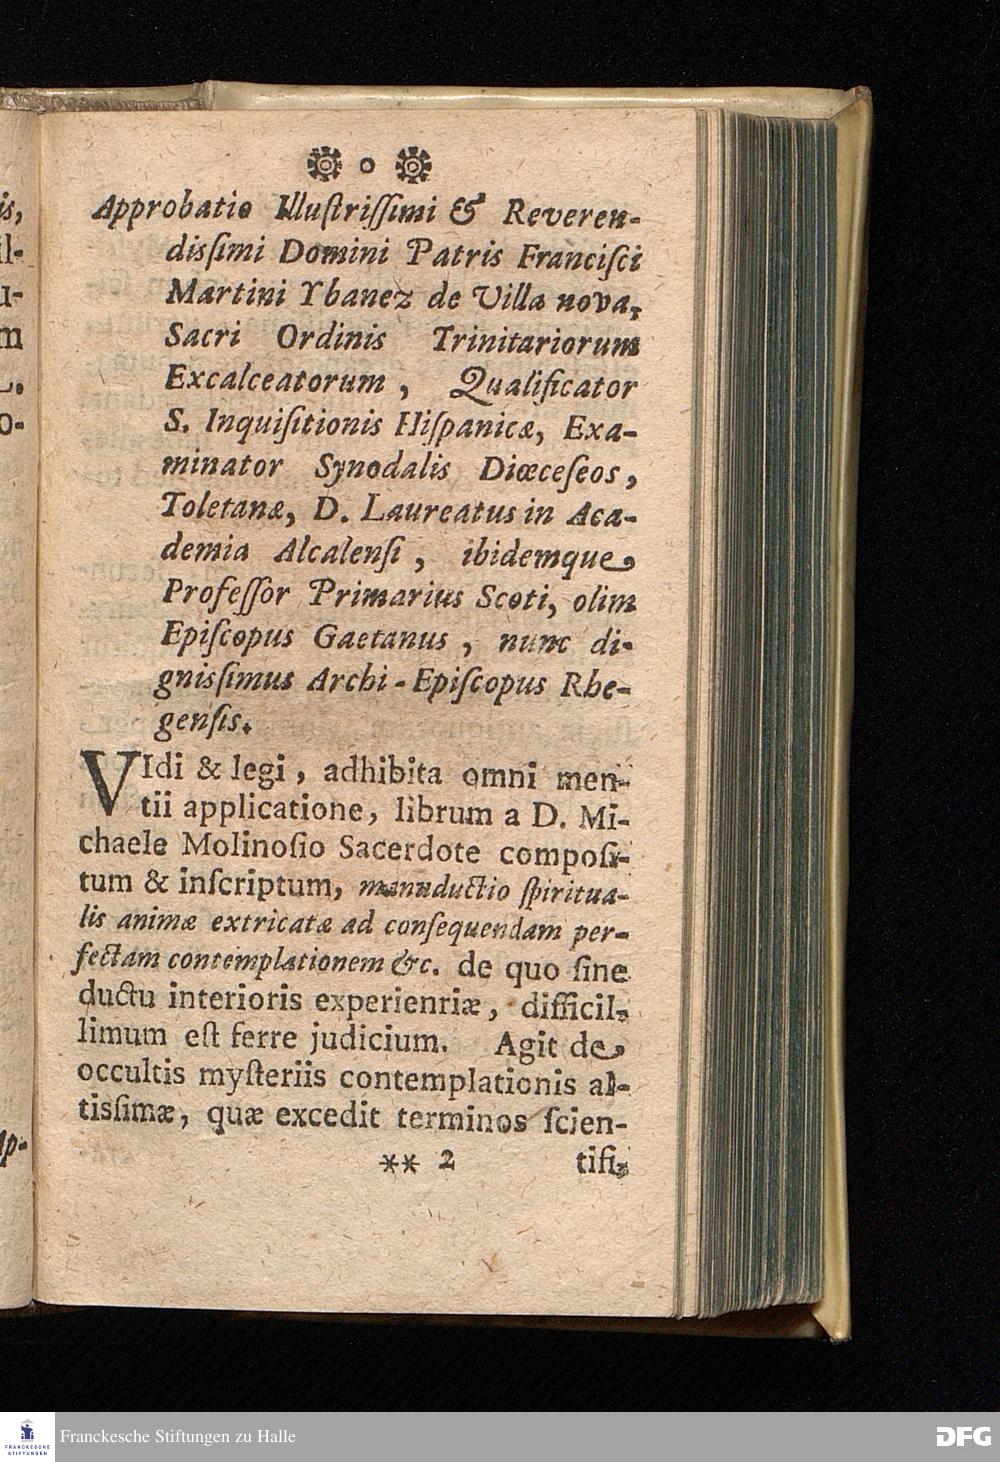 is,
il-
u-
m
L.
o-
Ap-
Approbatio Illuſtriſſimi & Reveren-
disſimi Domini Patris Franciſci
Martini Ybanez de Villa nova,
Sacri Ordinis Trinitariorum
Excalceatorum, Qualificator
S. Inquiſitionis Hiſpanicæ, Exa-
minator Synodalis Diœceſeos,
Toletanæ, D. Laureatus in Aca-
demia Alcalenſi, ibidemque
Profeſſor Primarius Scoti, olim
Epiſcopus Gaetanus, nunc di-
gnisſimus Archi-Epiſcopus Rhe-
genſis.
VIdi & legi, adhibita omni men-
tii applicatione, librum a D. Mi-
chaele Molinoſio Sacerdote compoſi-
tum & inſcriptum, manuductio ſpiritua-
lis animæ extricatæ ad conſequendam per-
fectam contemplationem &c. de quo ſine
ductu interioris experienriæ, difficil-
limum eſt ferre judicium. Agit de
occultis myſteriis contemplationis al-
tisſimæ, quæ excedit terminos ſcien-
** 2 tifi-
FRANCKESCHE
STIFTUNGEN
Franckesche Stiftungen zu Halle
DFG